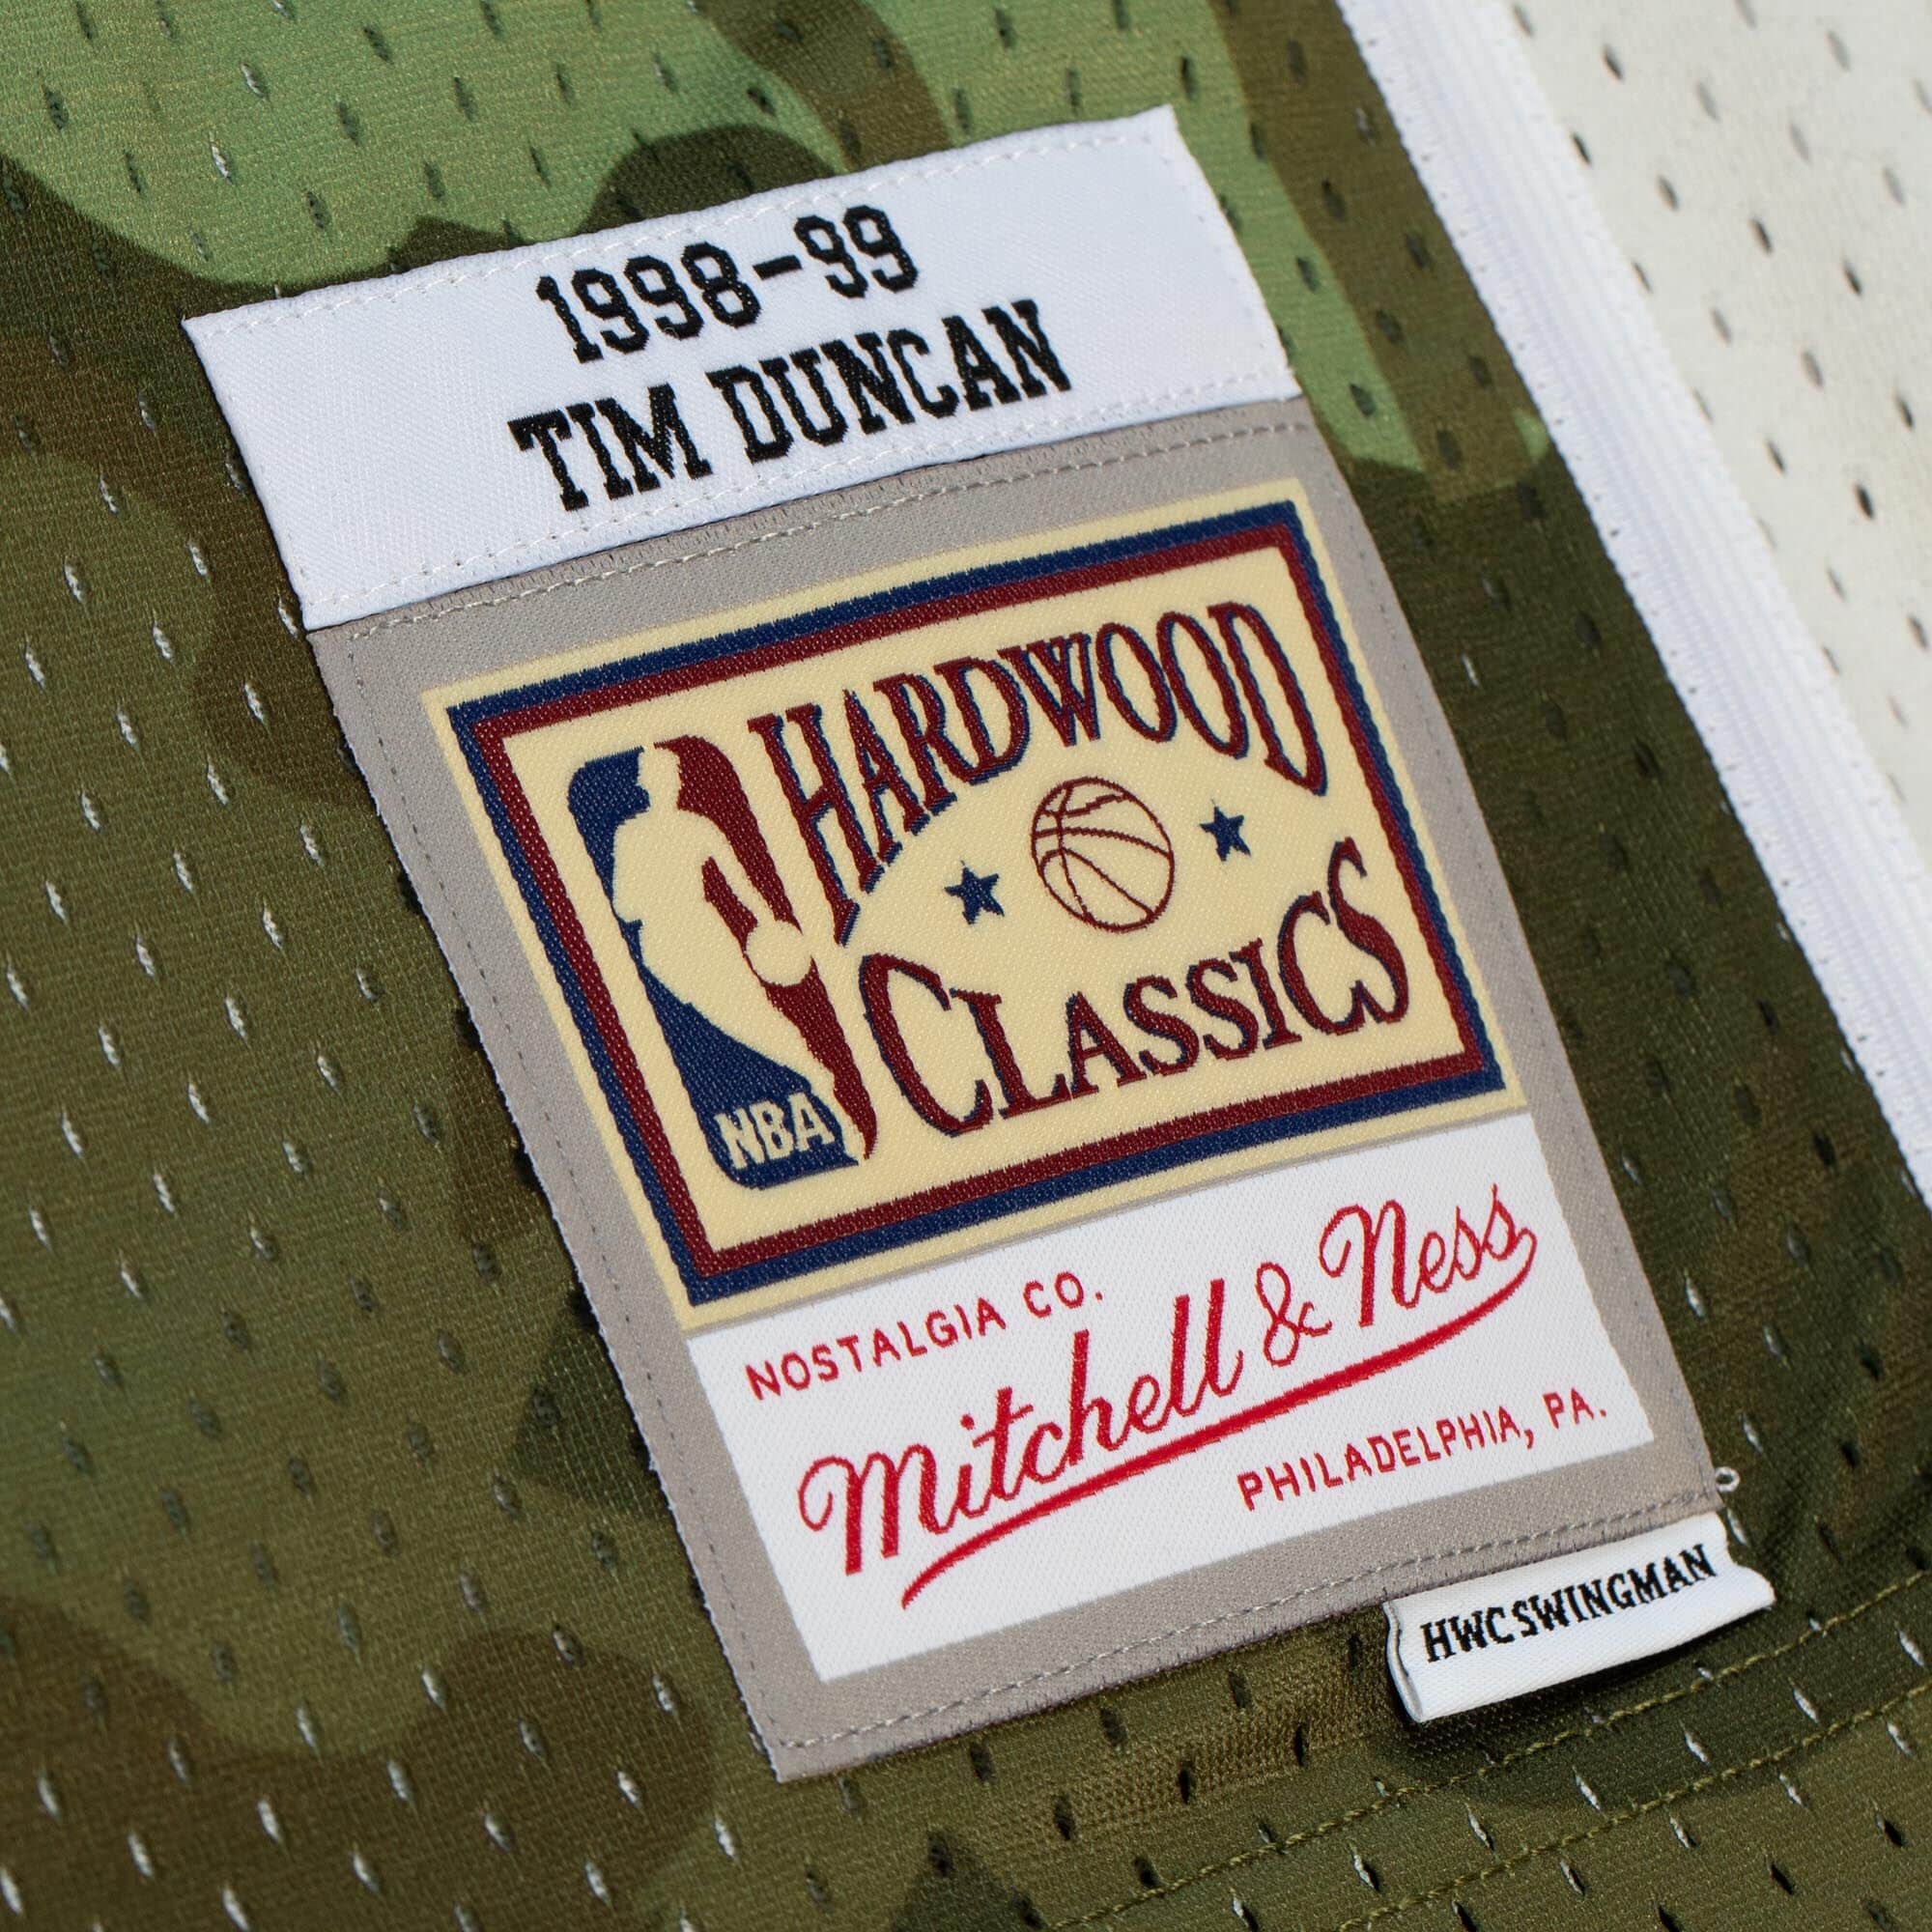 1998-99
TIM DUNCAN
HARDWOOD
CLASSICS
NBA
NOSTALGIA CO.
Mitchell & Ness
PHILADELPHIA, PA.
HWCSWINGMAN